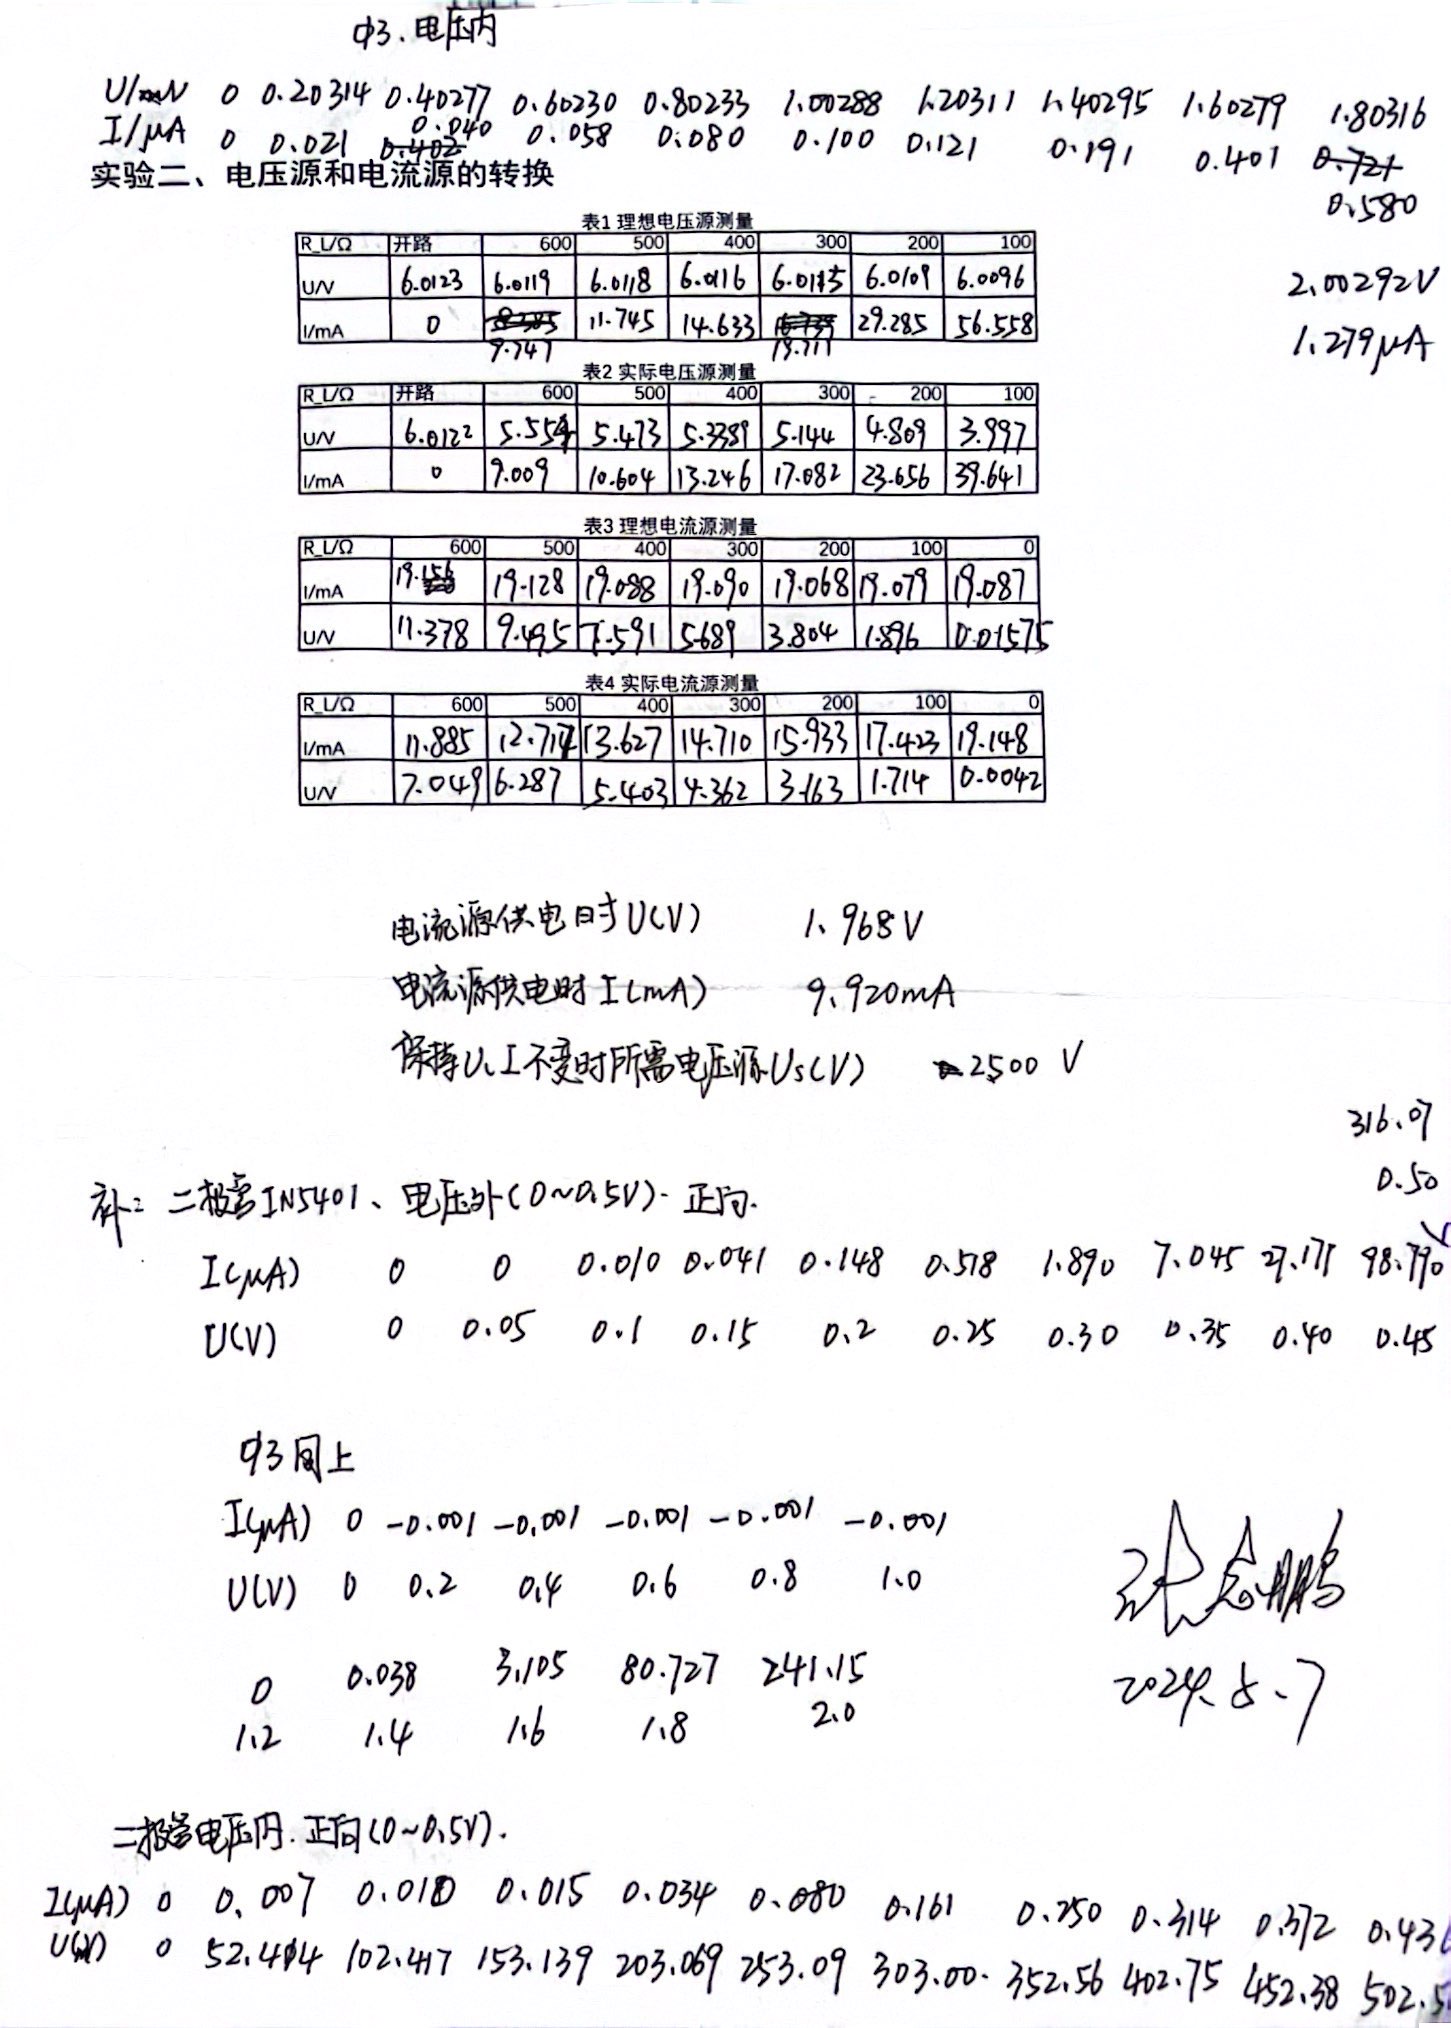 φ3. 电压内
U/V 0 0.20314 0.40277 0.60230 0.80233 1.00288 1.20311 1.40295 1.60279 1.80316
I/μA 0 0.021 0.040 0.058 0.080 0.100 0.121 0.191 0.401 0.580
实验二、电压源和电流源的转换
2.00292V
1.279μA
表1 理想电压源测量
R_L/Ω 开路 600 500 400 300 200 100
U/V 6.0123 6.0119 6.0118 6.0116 6.0115 6.0109 6.0096
I/mA 0 9.747 11.745 14.633 19.711 29.285 56.558
表2 实际电压源测量
R_L/Ω 开路 600 500 400 300 200 100
U/V 6.0122 5.554 5.473 5.3389 5.144 4.809 3.997
I/mA 0 9.009 10.604 13.246 17.082 23.656 39.641
表3 理想电流源测量
R_L/Ω 600 500 400 300 200 100 0
I/mA 19.156 19.128 19.088 19.090 19.068 19.079 19.087
U/V 11.378 9.495 7.591 5.689 3.804 1.896 0.01575
表4 实际电流源测量
R_L/Ω 600 500 400 300 200 100 0
I/mA 11.885 12.714 13.627 14.710 15.933 17.423 19.148
U/V 7.049 6.287 5.403 4.362 3.163 1.714 0.0042
电流源供电时U(V) 1.968V
电流源供电时I(mA) 9.920mA
保持U、I不变时所需电压源Us(V) 2.500 V
316.07
0.50
补: 二极管IN5401、电压外(0~0.5V). 正向.
I(μA) 0 0 0.010 0.041 0.148 0.518 1.890 7.045 27.171 98.790
U(V) 0 0.05 0.1 0.15 0.2 0.25 0.30 0.35 0.40 0.45
φ3同上
I(μA) 0 -0.001 -0.001 -0.001 -0.001 -0.001
U(V) 0 0.2 0.4 0.6 0.8 1.0
0 0.038 3.105 80.727 241.15
1.2 1.4 1.6 1.8 2.0
2024.5.7
二极管电压内. 正向(0~0.5V).
I(μA) 0 0.007 0.010 0.015 0.034 0.080 0.161 0.250 0.314 0.372
0 52.414 102.417 153.139 203.069 253.09 303.00 352.56 402.75 452.38